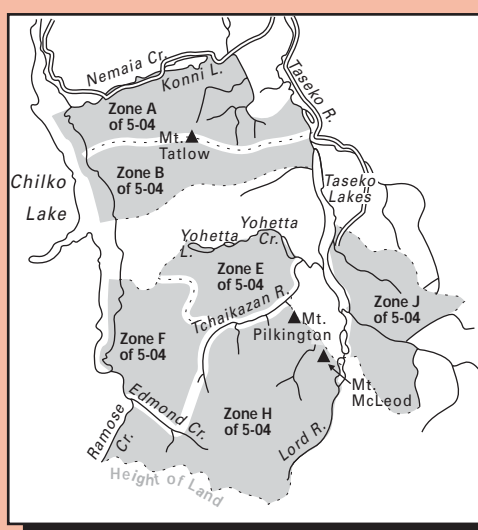 Nemaia Cr.
Konni L.
Taseko R.
Zone A
of 5-04
Mt.
Tatlow
Zone B
of 5-04
Chilko
Lake
Taseko
Lakes
Yohetta
L.
Yohetta
Cr.
Zone E
of 5-04
Tchaikazan R.
Zone J
of 5-04
Mt.
Pilkington
Zone F
of 5-04
Mt.
McLeod
Edmond Cr.
Ramose
Cr.
Zone H
of 5-04
Lord R.
Height of Land